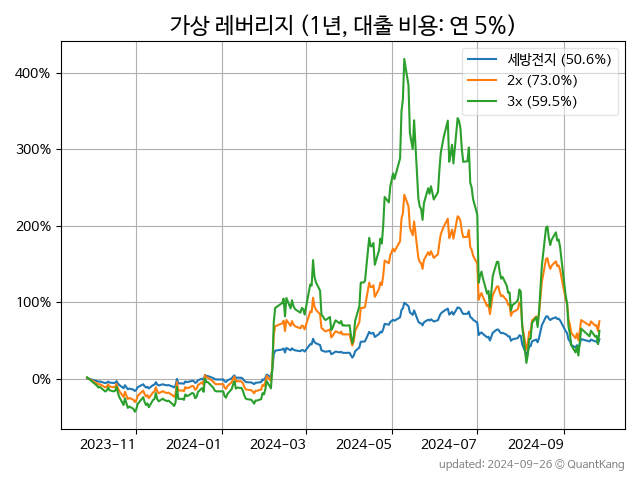 가상 레버리지 (1년, 대출 비용: 연 5%)
세방전지 (50.6%)
2x (73.0%)
3x (59.5%)
400%
300%
200%
100%
0%
2023-11
2024-01
2024-03
2024-05
2024-07
2024-09
updated: 2024-09-26 © QuantKang